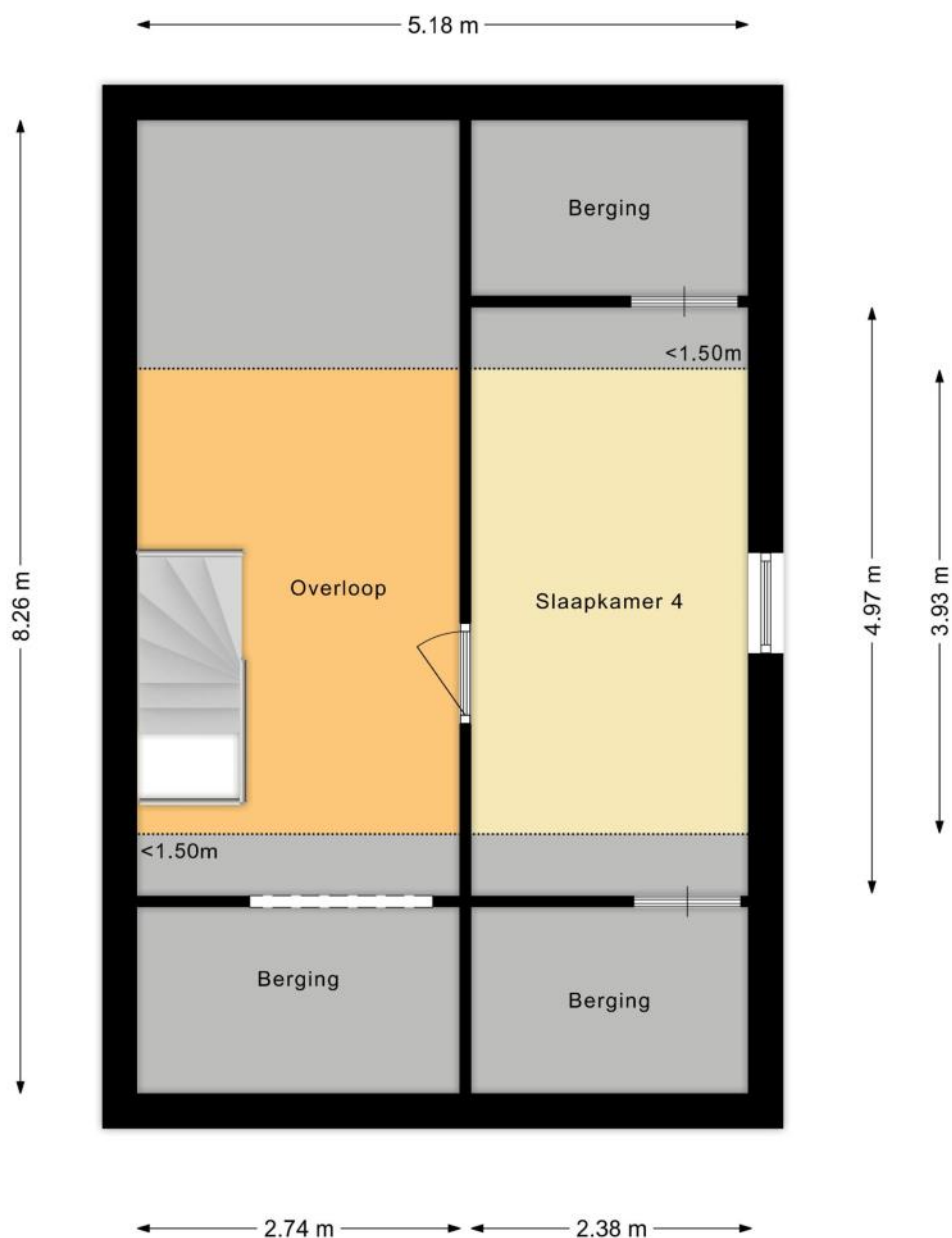 5.18 m
Berging
<1.50m
8.26 m
Overloop
Slaapkamer 4
4.97 m
3.93 m
<1.50m
Berging
Berging
2.74 m
2.38 m